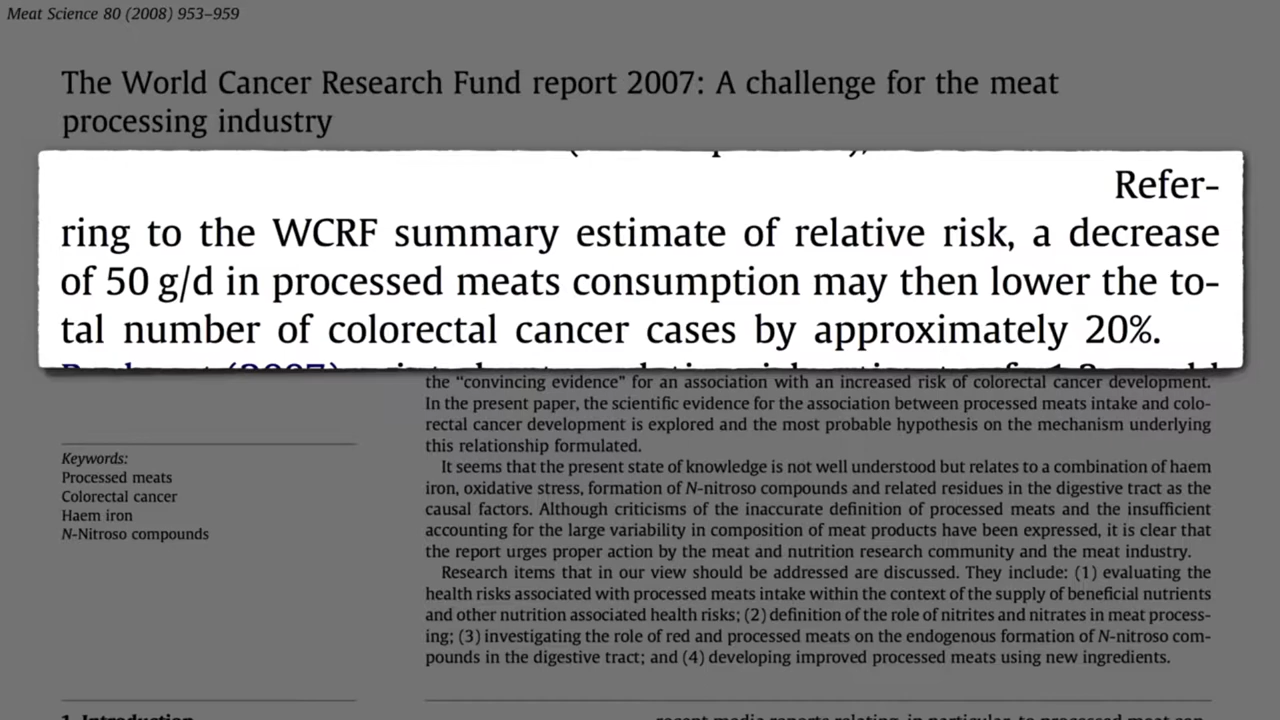 Meat Science 80 (2008) 953–959
The World Cancer Research Fund report 2007: A challenge for the meat
processing industry
Refer-
ring to the WCRF summary estimate of relative risk, a decrease
of 50 g/d in processed meats consumption may then lower the to-
tal number of colorectal cancer cases by approximately 20%.
the “convincing evidence” for an association with an increased risk of colorectal cancer development.
In the present paper, the scientific evidence for the association between processed meats intake and colo-
rectal cancer development is explored and the most probable hypothesis on the mechanism underlying
this relationship formulated.
Keywords:
Processed meats
Colorectal cancer
Haem iron
N-Nitroso compounds
It seems that the present state of knowledge is not well understood but relates to a combination of haem
iron, oxidative stress, formation of N-nitroso compounds and related residues in the digestive tract as the
causal factors. Although criticisms of the inaccurate definition of processed meats and the insufficient
accounting for the large variability in composition of meat products have been expressed, it is clear that
the report urges proper action by the meat and nutrition research community and the meat industry.
Research items that in our view should be addressed are discussed. They include: (1) evaluating the
health risks associated with processed meats intake within the context of the supply of beneficial nutrients
and other nutrition associated health risks; (2) definition of the role of nitrites and nitrates in meat process-
ing; (3) investigating the role of red and processed meats on the endogenous formation of N-nitroso com-
pounds in the digestive tract; and (4) developing improved processed meats using new ingredients.
1. Introduction